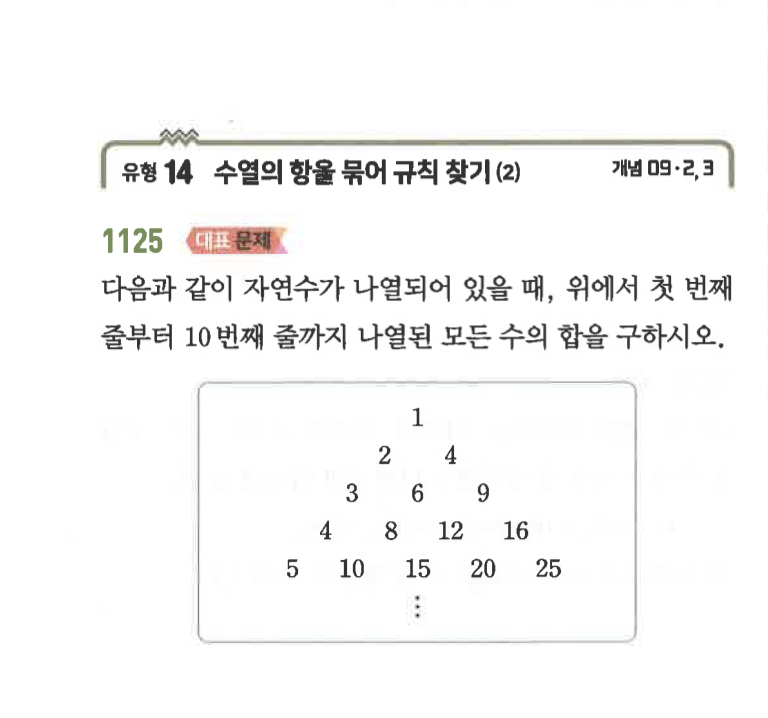 유형 14 수열의 항을 묶어 규칙 찾기 (2) 개념 09·2, 3
1125 대표 문제
다음과 같이 자연수가 나열되어 있을 때, 위에서 첫 번째
줄부터 10번째 줄까지 나열된 모든 수의 합을 구하시오.
1
2 4
3 6 9
4 8 12 16
5 10 15 20 25
⋮